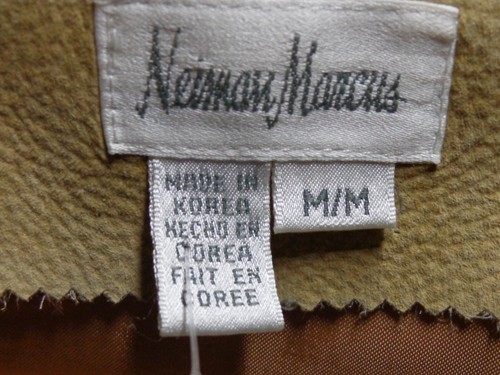 Neiman Marcus
MADE IN
KOREA
HECHO EN
COREA
FAIT EN
COREE
M/M